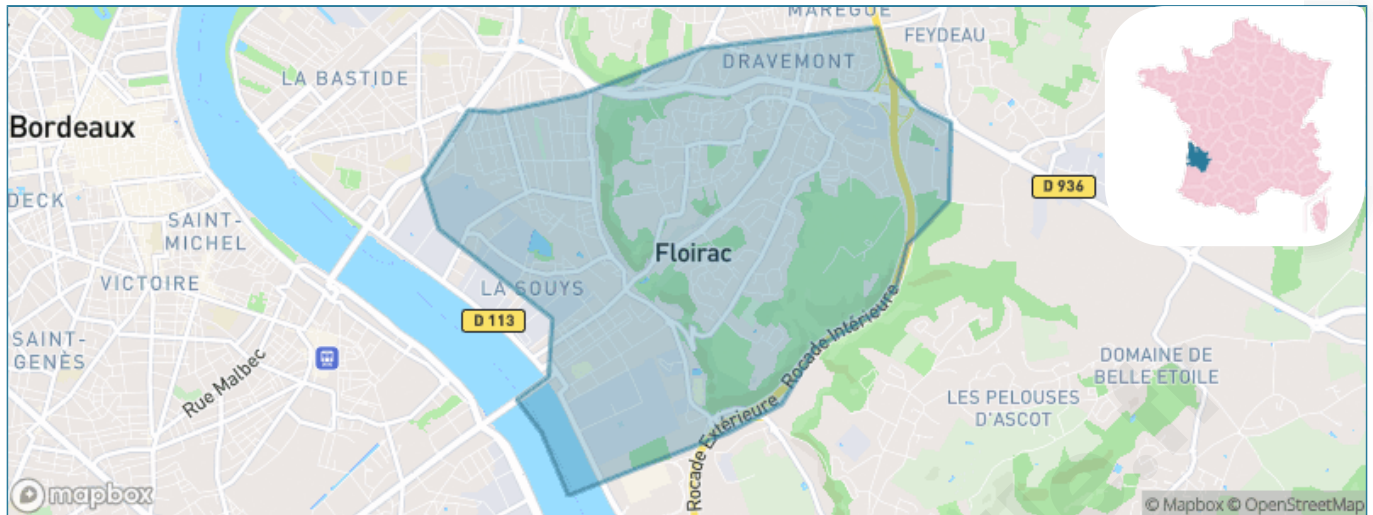 MAREGUE
FEYDEAU
DRAVEMONT
LA BASTIDE
Bordeaux
D 936
DECK
SAINT-
MICHEL
Floirac
VICTOIRE
LA SOUYS
D 113
SAINT-
GENÈS
Rue Malbec
Rocade Intérieure
Rocade Extérieure
DOMAINE DE
BELLE ETOILE
LES PELOUSES
D'ASCOT
mapbox
© Mapbox © OpenStreetMap